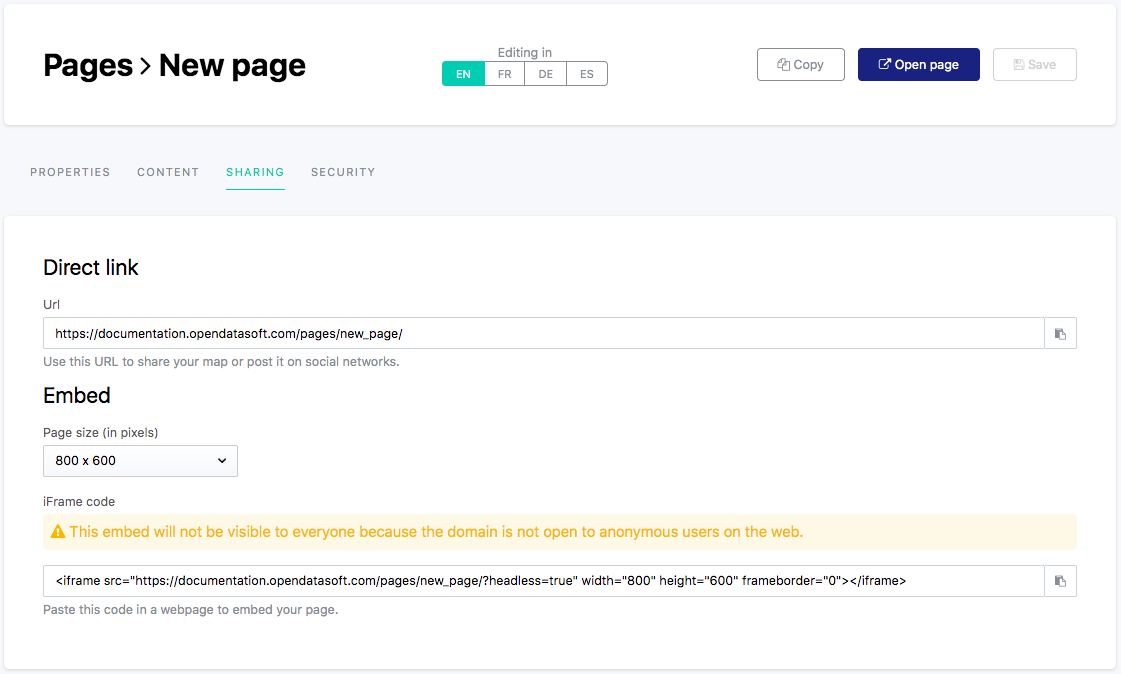 Pages > New page
Editing in
EN FR DE ES
Copy
Open page
Save
PROPERTIES CONTENT SHARING SECURITY
Direct link
Url
https://documentation.opendatasoft.com/pages/new_page/
Use this URL to share your map or post it on social networks.
Embed
Page size (in pixels)
800 x 600
iFrame code
This embed will not be visible to everyone because the domain is not open to anonymous users on the web.
<iframe src="https://documentation.opendatasoft.com/pages/new_page/?headless=true" width="800" height="600" frameborder="0"></iframe>
Paste this code in a webpage to embed your page.